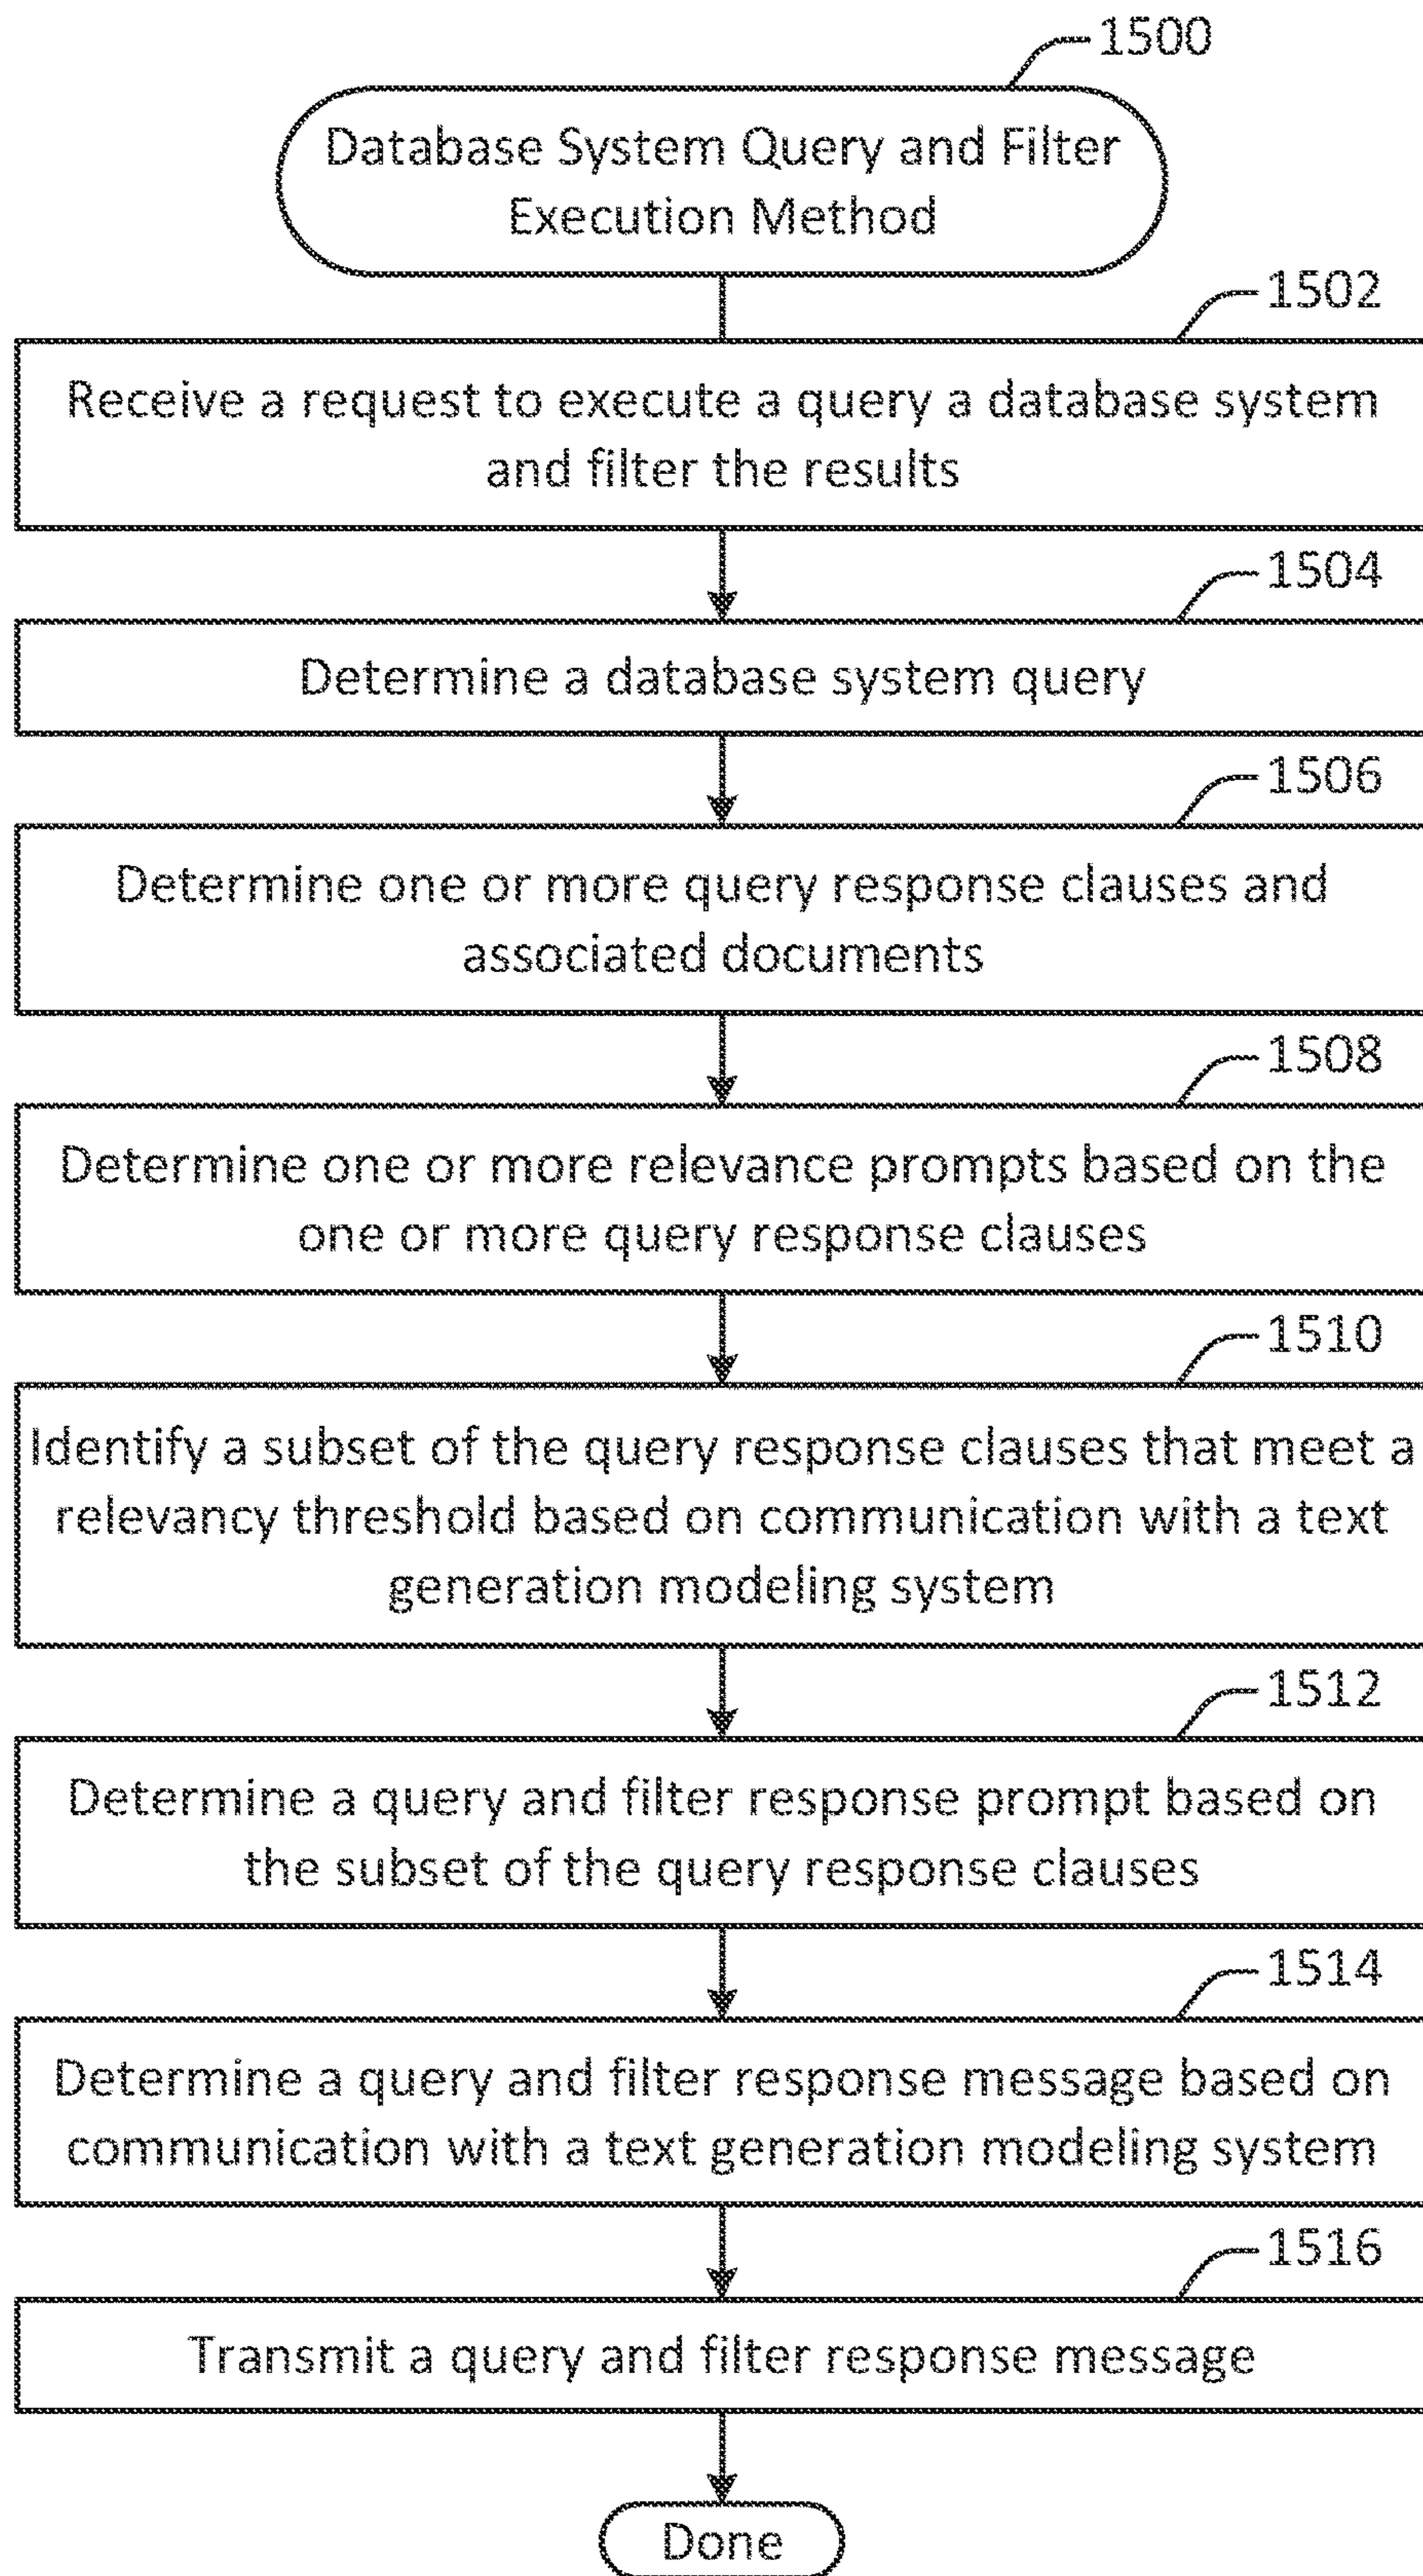 1500
Database System Query and Filter
Execution Method
1502
Receive a request to execute a query a database system
and filter the results
1504
Determine a database system query
1506
Determine one or more query response clauses and
associated documents
1508
Determine one or more relevance prompts based on the
one or more query response clauses
1510
Identify a subset of the query response clauses that meet a
relevancy threshold based on communication with a text
generation modeling system
1512
Determine a query and filter response prompt based on
the subset of the query response clauses
1514
Determine a query and filter response message based on
communication with a text generation modeling system
1516
Transmit a query and filter response message
Done